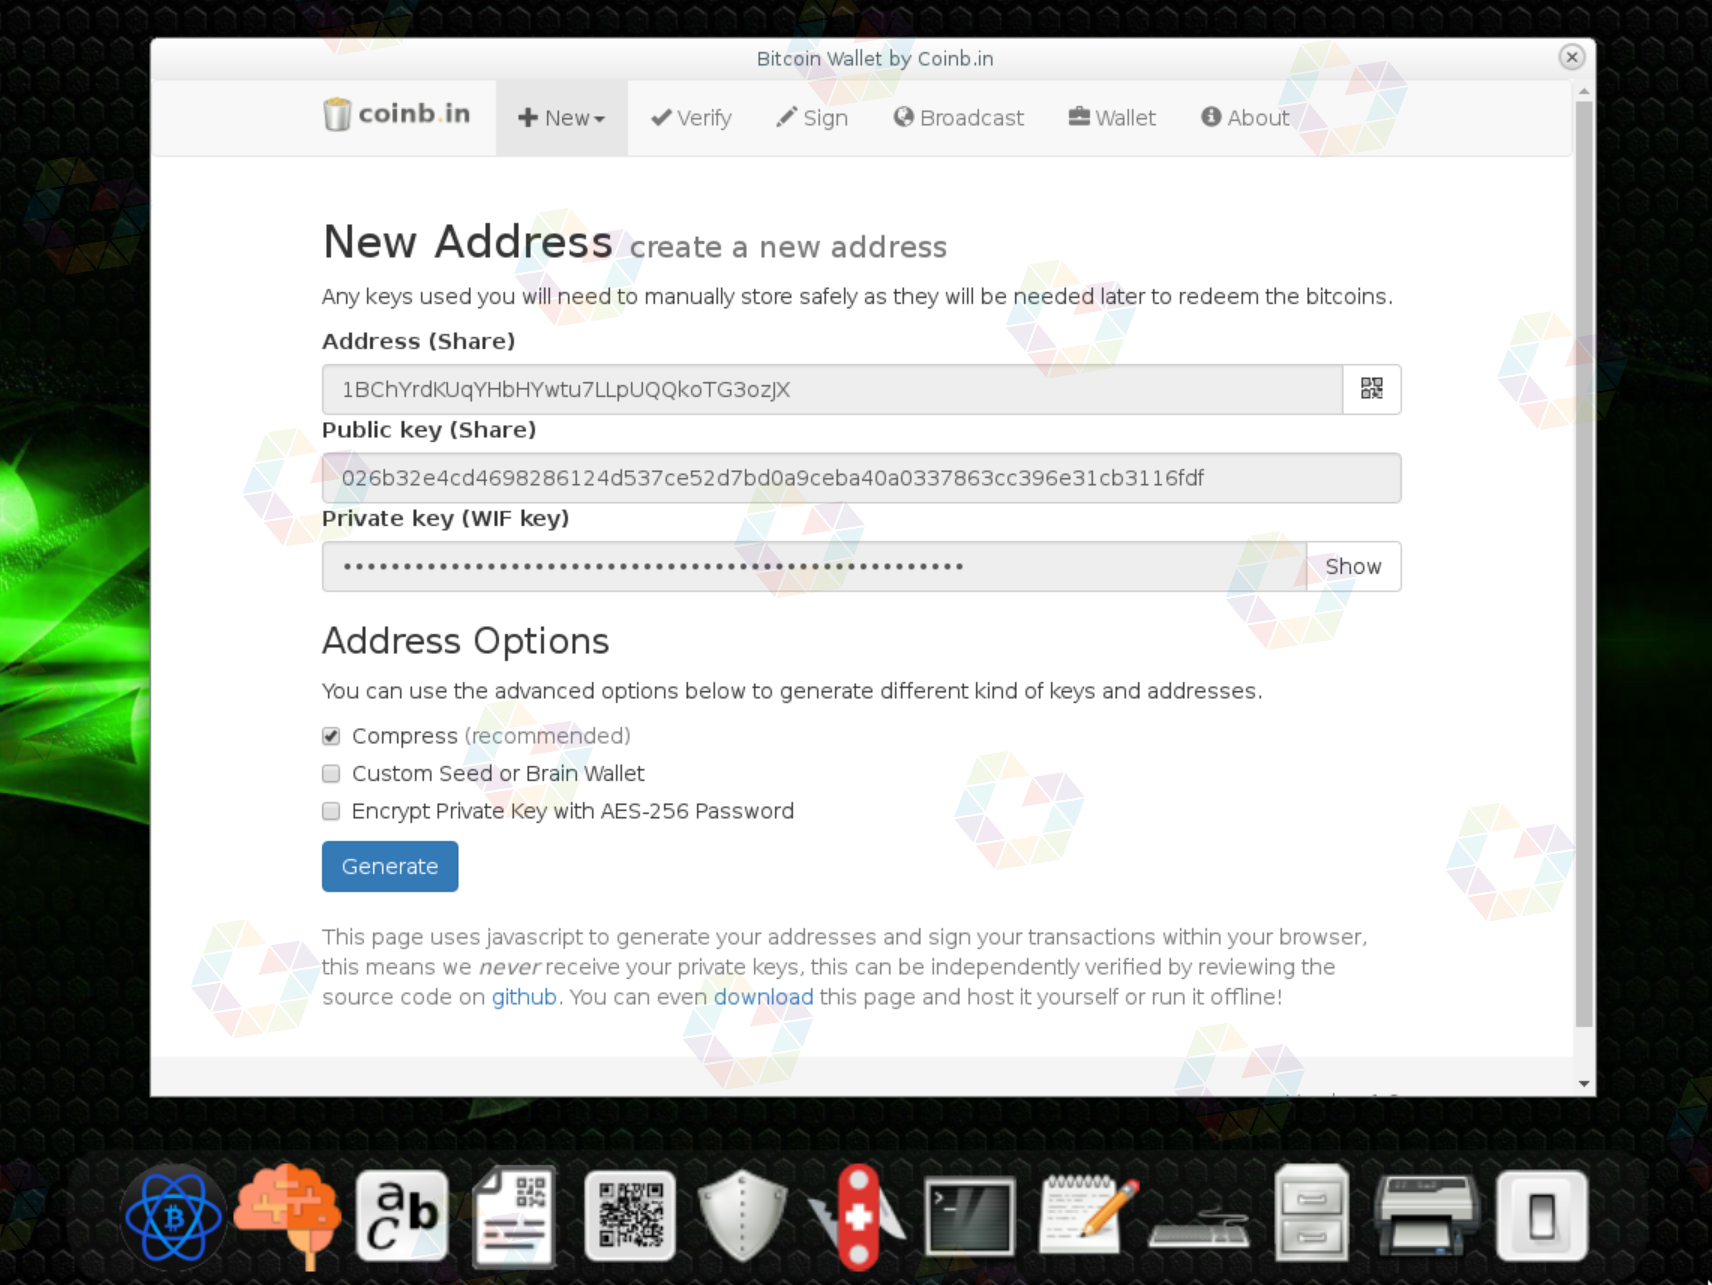 Bitcoin Wallet by Coinb.in
coinb.in
New
Verify
Sign
Broadcast
Wallet
About
New Address create a new address
Any keys used you will need to manually store safely as they will be needed later to redeem the bitcoins.
Address (Share)
1BChYrdKUqYHbHYwtu7LLpUQQkoTG3ozJX
Public key (Share)
026b32e4cd4698286124d537ce52d7bd0a9ceba40a0337863cc396e31cb3116fdf
Private key (WIF key)
Show
Address Options
You can use the advanced options below to generate different kind of keys and addresses.
Compress (recommended)
Custom Seed or Brain Wallet
Encrypt Private Key with AES-256 Password
Generate
This page uses javascript to generate your addresses and sign your transactions within your browser,
this means we never receive your private keys, this can be independently verified by reviewing the
source code on github. You can even download this page and host it yourself or run it offline!
ab
c